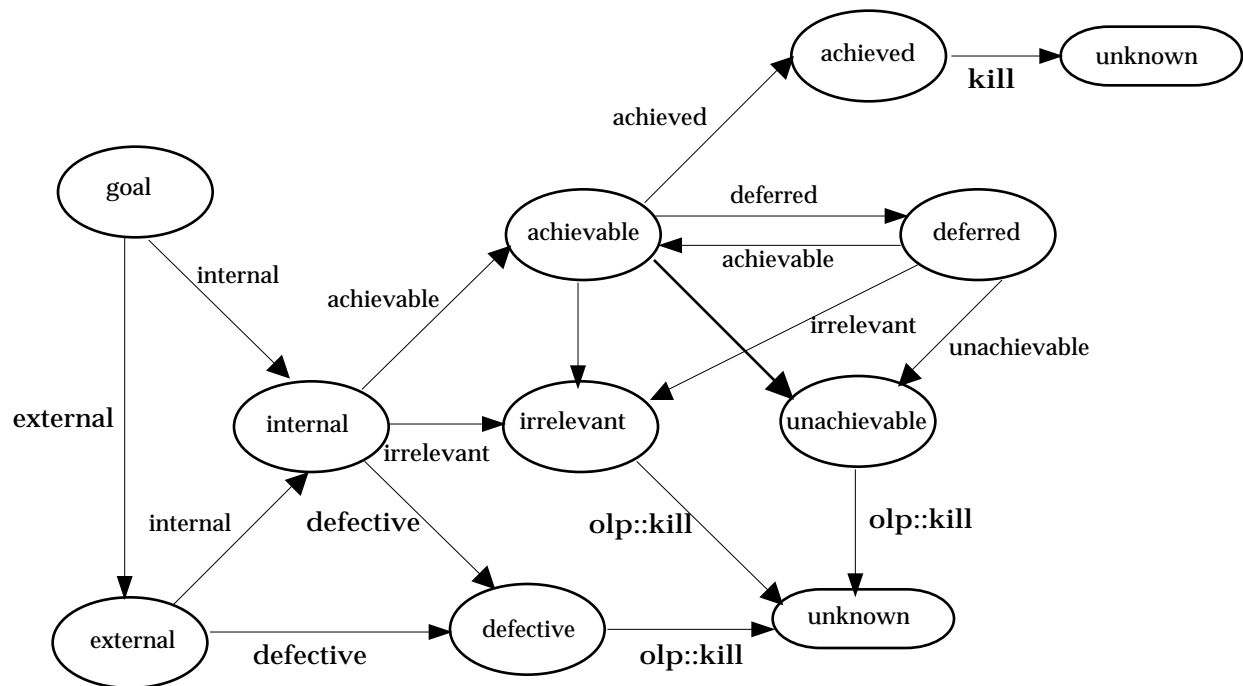 achieved
unknown
kill
achieved
goal
deferred
achievable
deferred
achievable
internal
achievable
irrelevant
unachievable
external
internal
irrelevant
unachievable
irrelevant
internal
defective
olp::kill
olp::kill
external
defective
unknown
defective
olp::kill